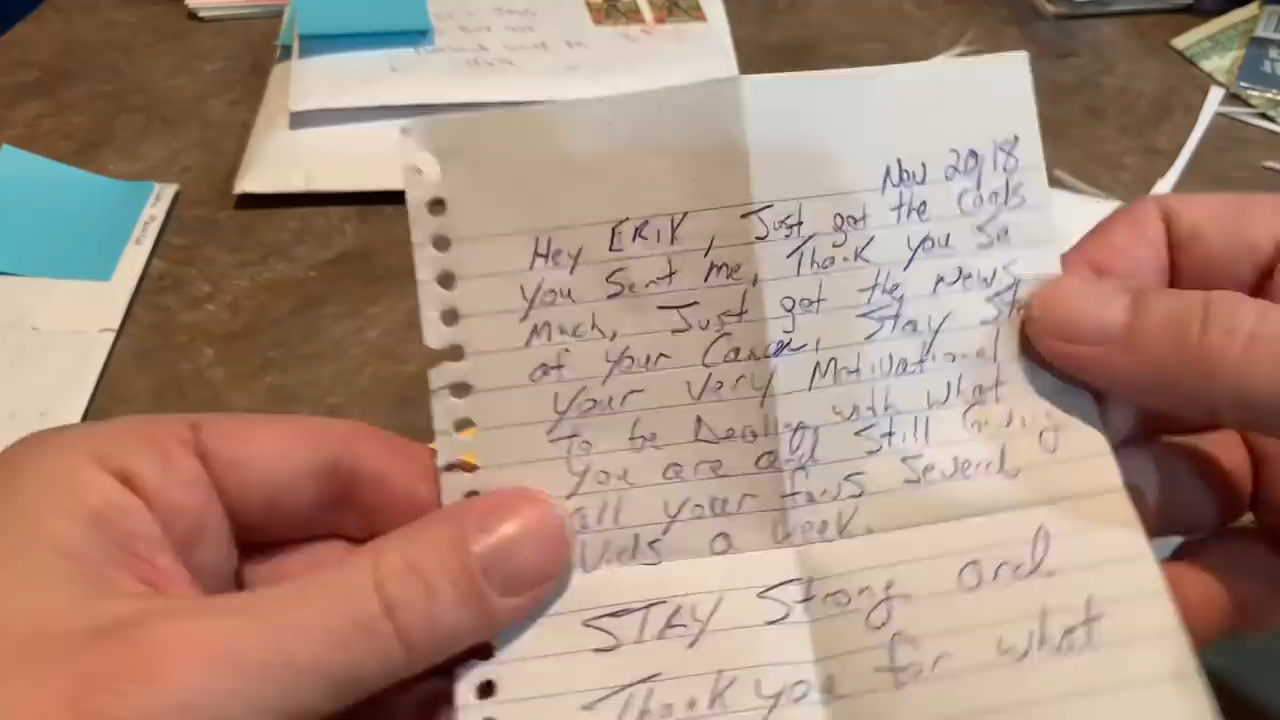 Nov 2018
Hey ERIK, Just got the Cards
you Sent me, Thank you So
Much, Just got the News
of your Cancer, Stay
your Very Motivational
To be Dealing with what
you are and Still Giving
all your fans Several
Vids a week.
STAY Strong and
Thank you for what